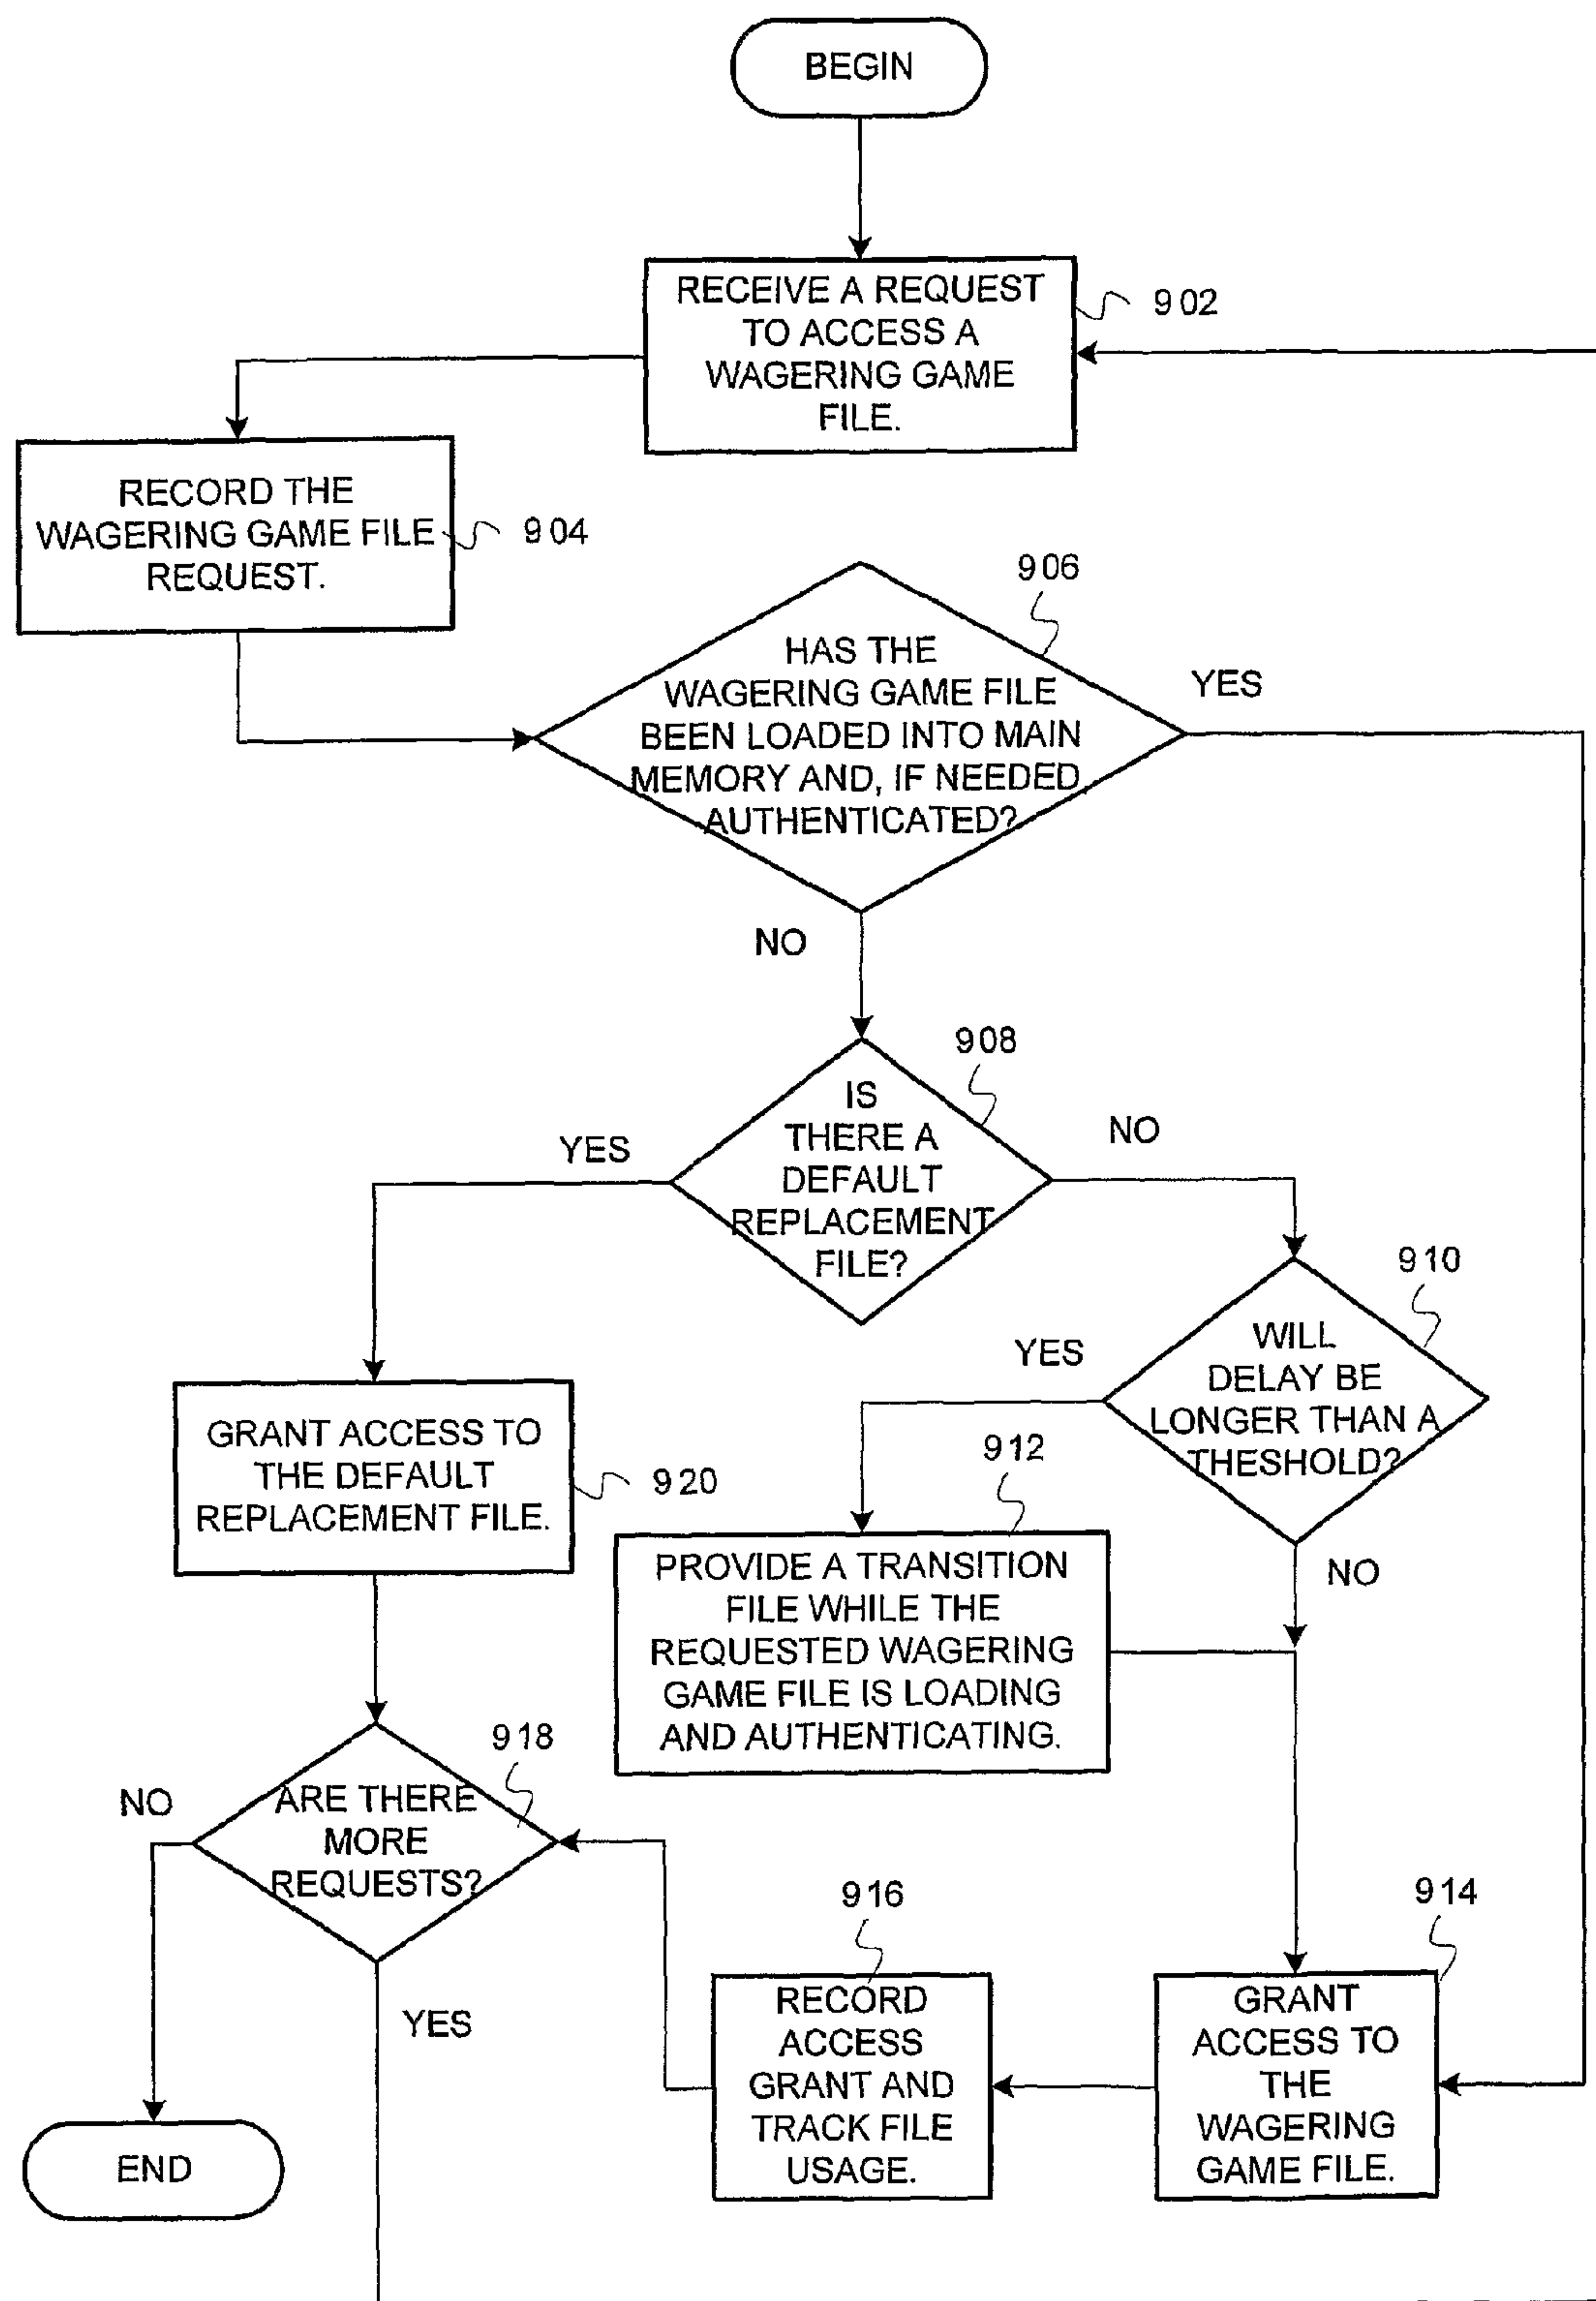 BEGIN
RECEIVE A REQUEST
TO ACCESS A
WAGERING GAME
FILE.
902
RECORD THE
WAGERING GAME FILE
REQUEST.
904
906
HAS THE
WAGERING GAME FILE
BEEN LOADED INTO MAIN
MEMORY AND, IF NEEDED
AUTHENTICATED?
YES
NO
908
IS
THERE A
DEFAULT
REPLACEMENT
FILE?
YES
NO
910
WILL
DELAY BE
LONGER THAN A
THESHOLD?
YES
NO
GRANT ACCESS TO
THE DEFAULT
REPLACEMENT FILE.
920
912
PROVIDE A TRANSITION
FILE WHILE THE
REQUESTED WAGERING
GAME FILE IS LOADING
AND AUTHENTICATING.
918
ARE THERE
MORE
REQUESTS?
NO
YES
916
RECORD
ACCESS
GRANT AND
TRACK FILE
USAGE.
914
GRANT
ACCESS TO
THE
WAGERING
GAME FILE.
END